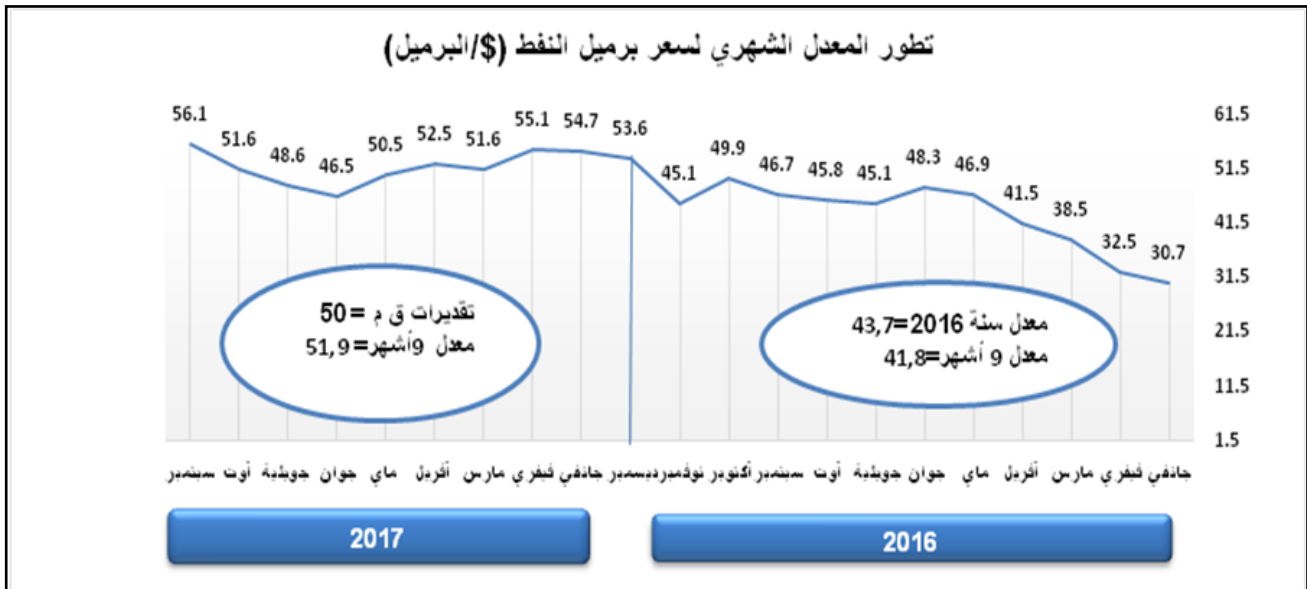 تطور المعدل الشهري لسعر برميل النفط ($/البرميل)
61.5
51.5
41.5
31.5
21.5
11.5
1.5
30.7 32.5 38.5 41.5 46.9 48.3 45.1 45.8 46.7 49.9 45.1 53.6 54.7 55.1 51.6 52.5 50.5 46.5 48.6 51.6 56.1
معدل سنة 2016=43,7
معدل 9 أشهر=41,8
تقديرات ق م = 50
معدل 9أشهر=51,9
جانفي فيفري مارس أفريل ماي جوان جويلية أوت سبتمبر أكتوبر نوفمبر ديسمبر جانفي فيفري مارس أفريل ماي جوان جويلية أوت سبتمبر
2016
2017